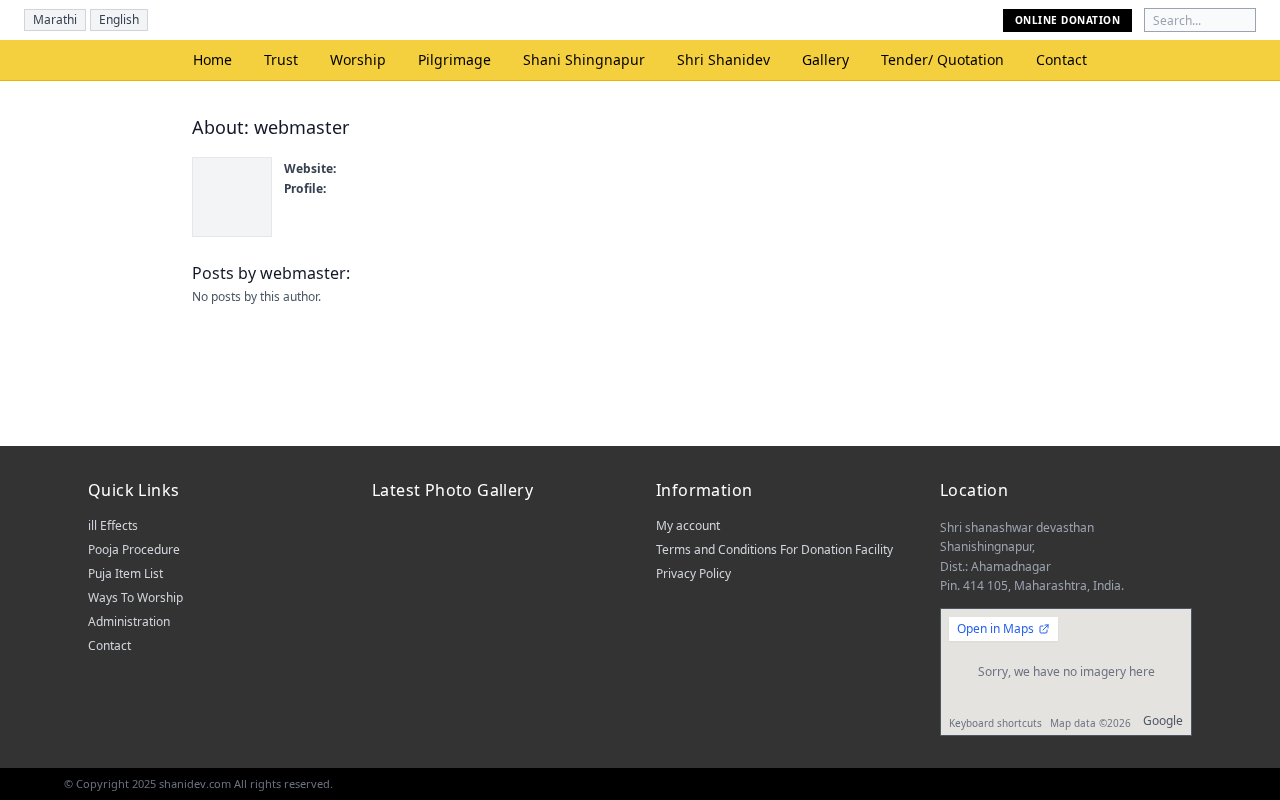 Marathi English ONLINE DONATION Search...
Home Trust Worship Pilgrimage Shani Shingnapur Shri Shanidev Gallery Tender/ Quotation Contact
About: webmaster
Website:
Profile:
Posts by webmaster:
No posts by this author.
Quick Links
ill Effects
Pooja Procedure
Puja Item List
Ways To Worship
Administration
Contact
Latest Photo Gallery
Information
My account
Terms and Conditions For Donation Facility
Privacy Policy
Location
Shri shanashwar devasthan
Shanishingnapur,
Dist.: Ahamadnagar
Pin. 414 105, Maharashtra, India.
Open in Maps
Sorry, we have no imagery here
Keyboard shortcuts Map data ©2026 Google
© Copyright 2025 shanidev.com All rights reserved.